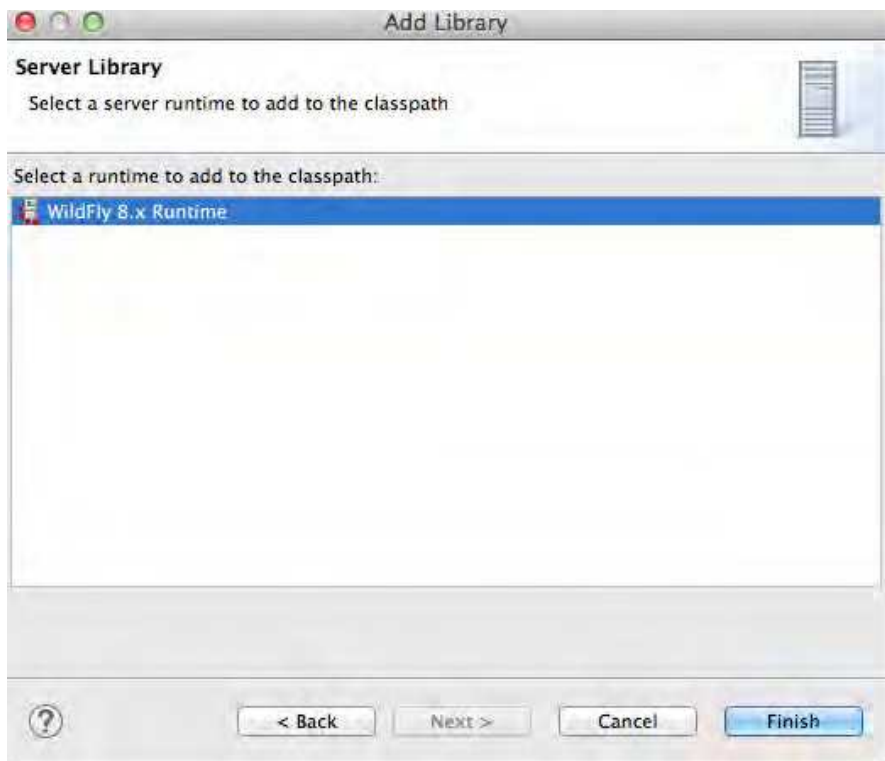 Add Library
Server Library
Select a server runtime to add to the classpath
Select a runtime to add to the classpath:
WildFly 8.x Runtime
?
< Back
Next >
Cancel
Finish